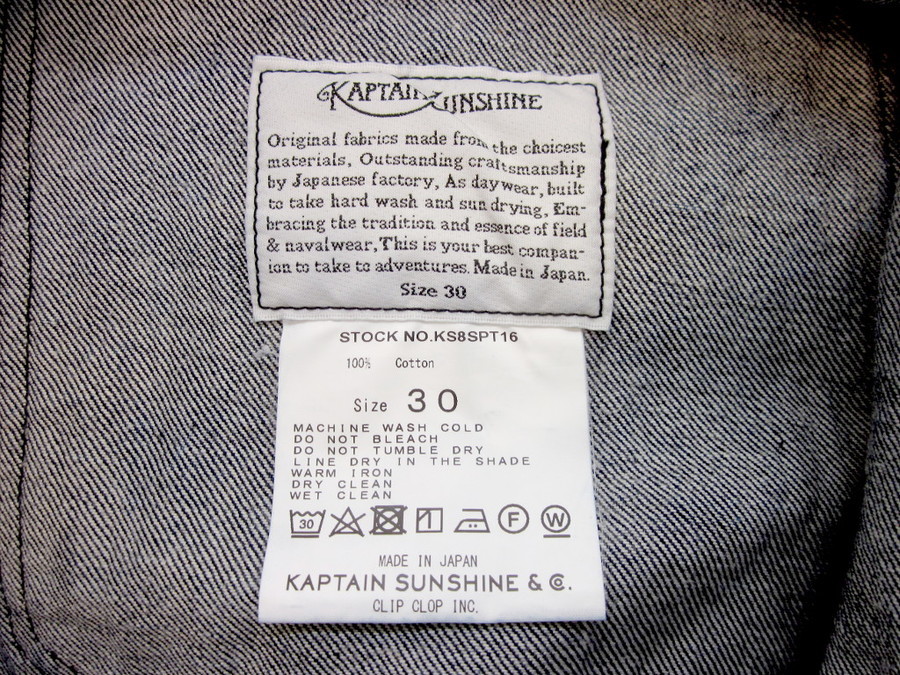 KAPTAIN SUNSHINE
Original fabrics made from the choicest
materials, Outstanding craftsmanship
by Japanese factory, As daywear, built
to take hard wash and sun drying, Em-
bracing the tradition and essence of field
& navalwear, This is your best compan-
ion to take to adventures. Made in Japan.
Size 30
STOCK NO.KS8SPT16
100% Cotton
Size 30
MACHINE WASH COLD
DO NOT BLEACH
DO NOT TUMBLE DRY
LINE DRY IN THE SHADE
WARM IRON
DRY CLEAN
WET CLEAN
30 F W
MADE IN JAPAN
KAPTAIN SUNSHINE & Co.
CLIP CLOP INC.